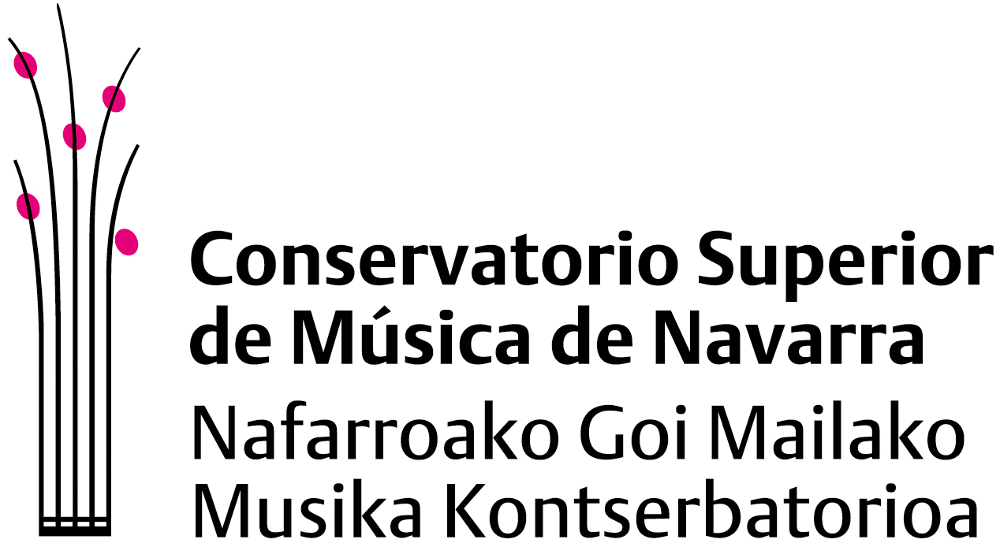 Conservatorio Superior
de Música de Navarra
Nafarroako Goi Mailako
Musika Kontserbatorioa